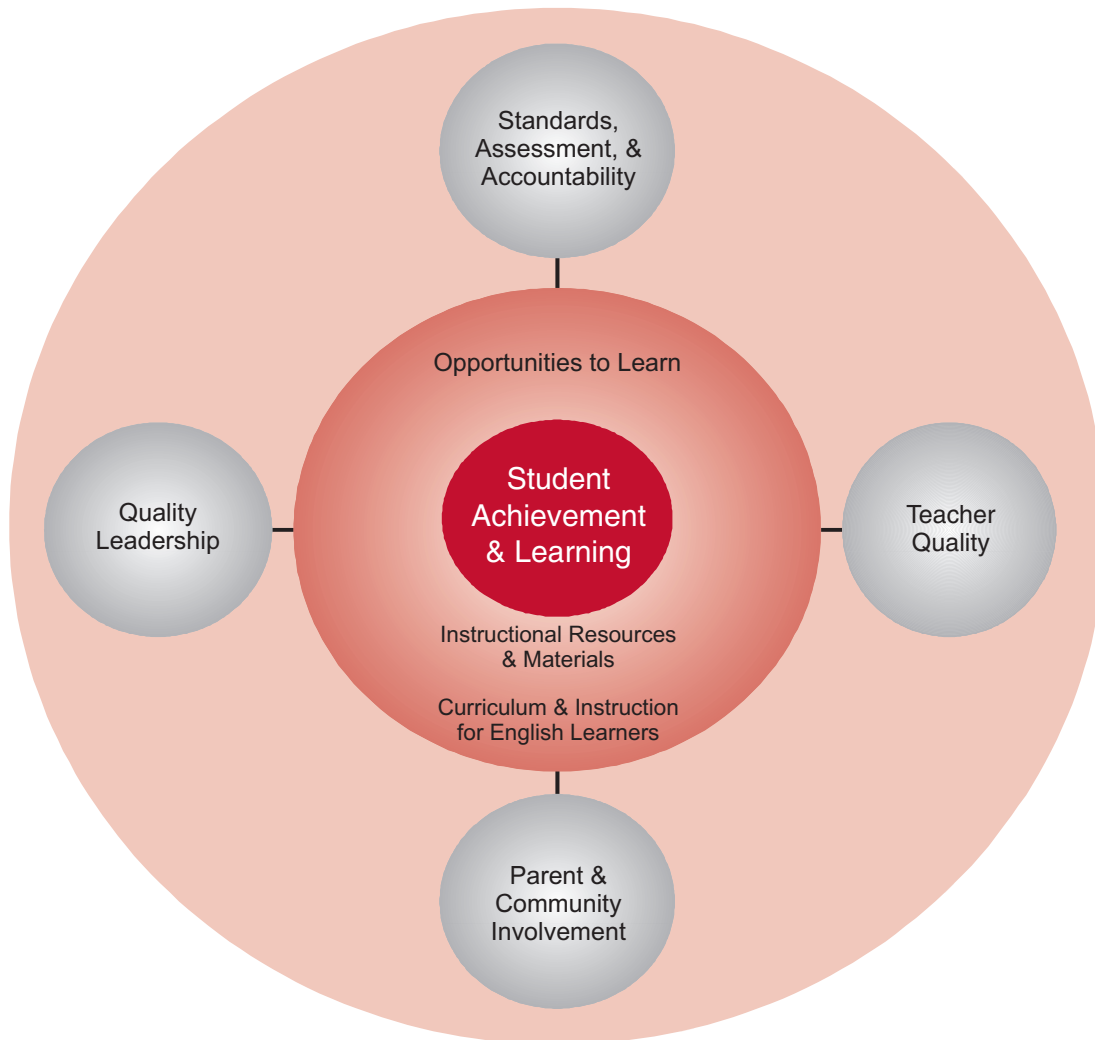 Standards,
Assessment, &
Accountability
Opportunities to Learn
Student
Achievement
& Learning
Quality
Leadership
Teacher
Quality
Instructional Resources
& Materials
Curriculum & Instruction
for English Learners
Parent &
Community
Involvement